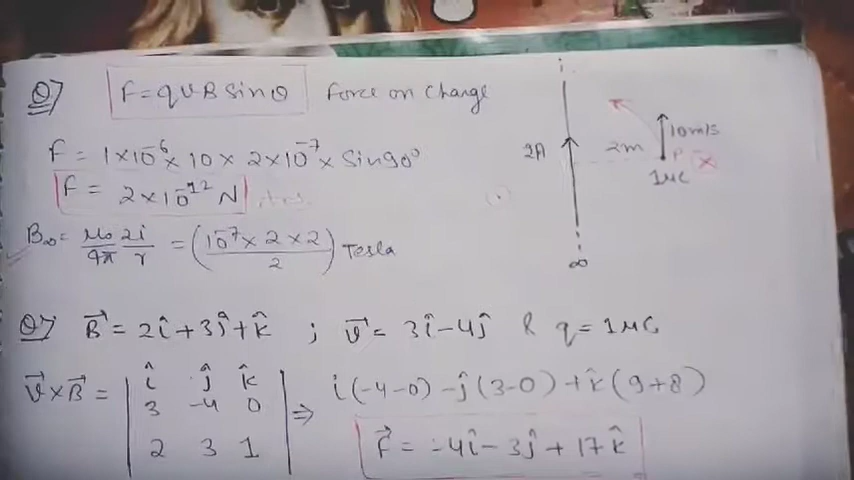 Q7 F = qVB Sinθ Force on Change
F = 1×10⁻⁶ × 10 × 2×10⁻⁷ × Sin90°
F = 2×10⁻¹² N Ans.
B∞ = μ₀/4π 2i/r = (10⁻⁷×2×2/2) Tesla
2A 2m 10m/s
P ×
1μC
∞
Q7 B⃗ = 2î+3ĵ+k̂ ; v⃗ = 3î-4ĵ & q = 1μC
v⃗×B⃗ = | î ĵ k̂ | ⇒ i(-4-0) -ĵ(3-0) +k̂(9+8)
3 -4 0
2 3 1 F⃗ = -4î-3ĵ+17k̂